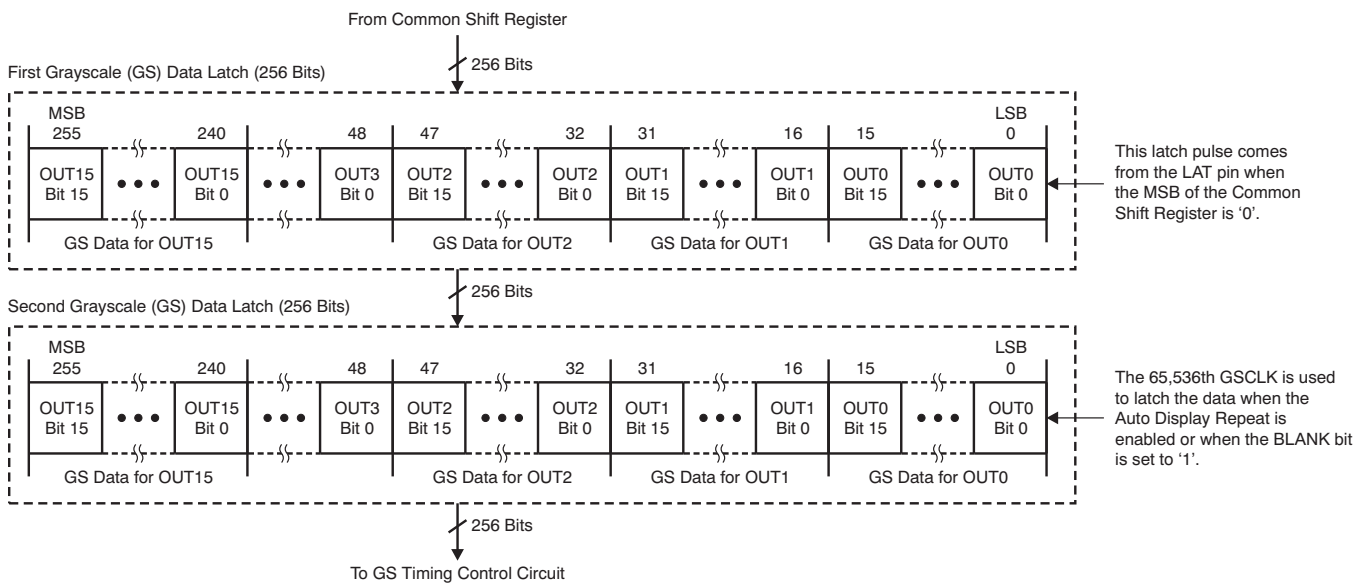 From Common Shift Register
256 Bits
First Grayscale (GS) Data Latch (256 Bits)
MSB LSB
255 240 48 47 32 31 16 15 0
OUT15 OUT15 OUT3 OUT2 OUT2 OUT1 OUT1 OUT0 OUT0
Bit 15 Bit 0 Bit 0 Bit 15 Bit 0 Bit 15 Bit 0 Bit 15 Bit 0
GS Data for OUT15 GS Data for OUT2 GS Data for OUT1 GS Data for OUT0
This latch pulse comes
from the LAT pin when
the MSB of the Common
Shift Register is ‘0’.
256 Bits
Second Grayscale (GS) Data Latch (256 Bits)
MSB LSB
255 240 48 47 32 31 16 15 0
OUT15 OUT15 OUT3 OUT2 OUT2 OUT1 OUT1 OUT0 OUT0
Bit 15 Bit 0 Bit 0 Bit 15 Bit 0 Bit 15 Bit 0 Bit 15 Bit 0
GS Data for OUT15 GS Data for OUT2 GS Data for OUT1 GS Data for OUT0
The 65,536th GSCLK is used
to latch the data when the
Auto Display Repeat is
enabled or when the BLANK bit
is set to ‘1’.
256 Bits
To GS Timing Control Circuit